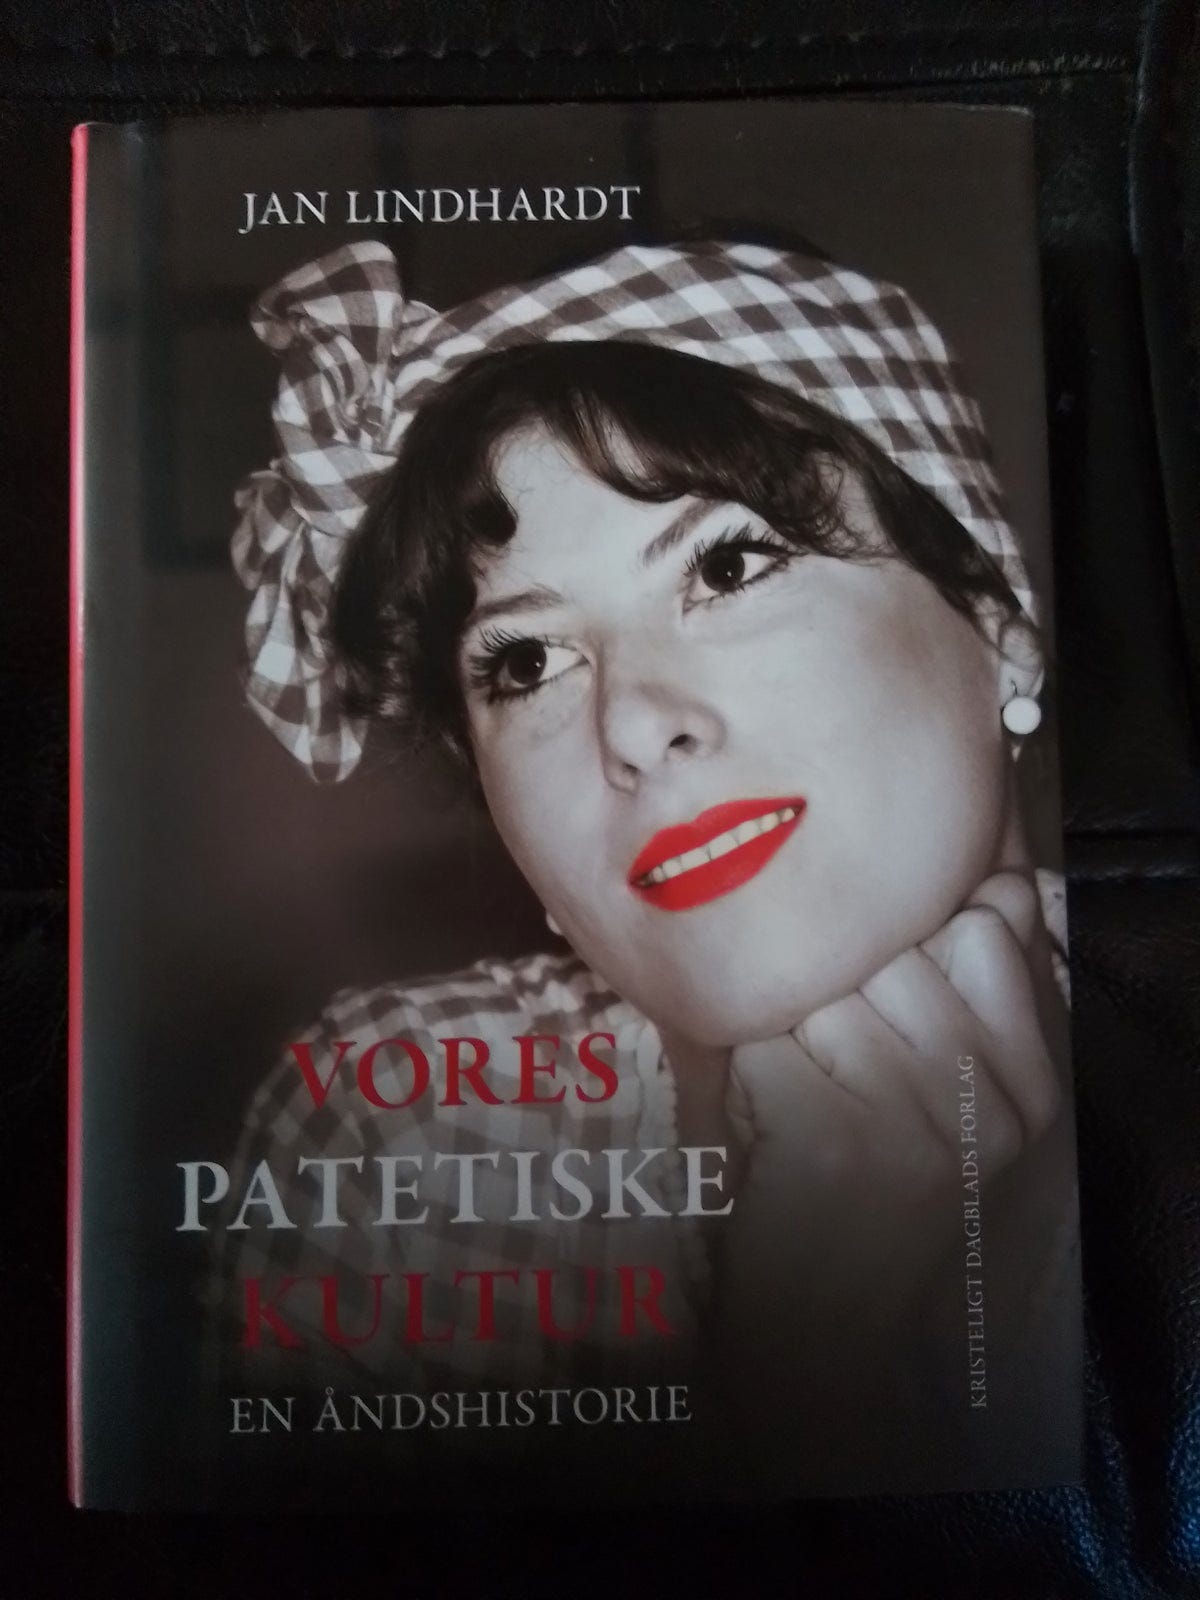 JAN LINDHARDT
VORES
PATETISKE
KULTUR
EN ÅNDSHISTORIE
KRISTELIGT DAGBLADS FORLAG